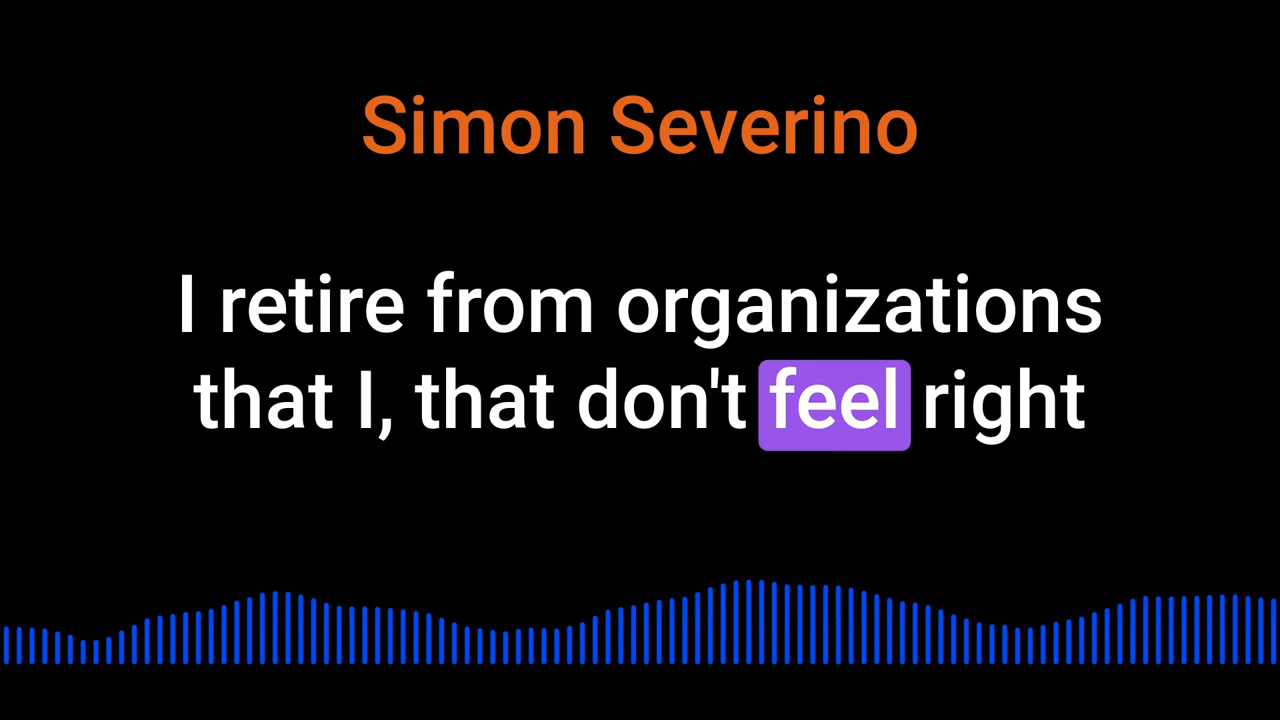 Simon Severino
I retire from organizations
that I, that don't feel right